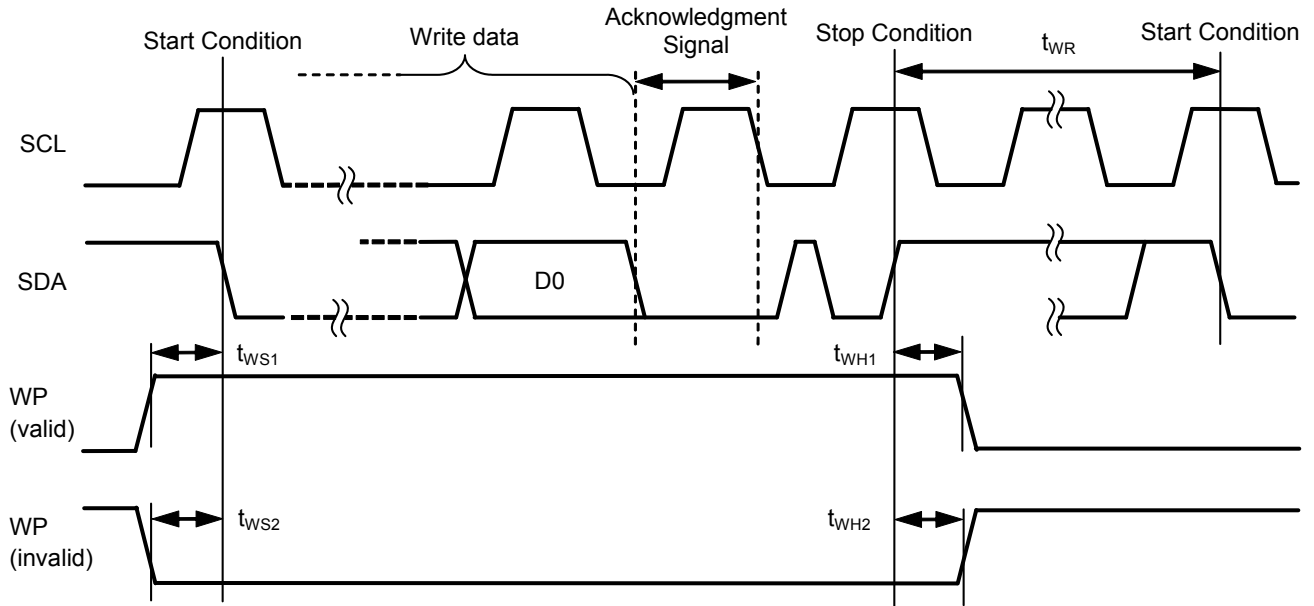 Start Condition
Write data
Acknowledgment
Signal
Stop Condition
tWR
Start Condition
SCL
SDA
D0
tWS1
tWH1
WP
(valid)
tWS2
tWH2
WP
(invalid)